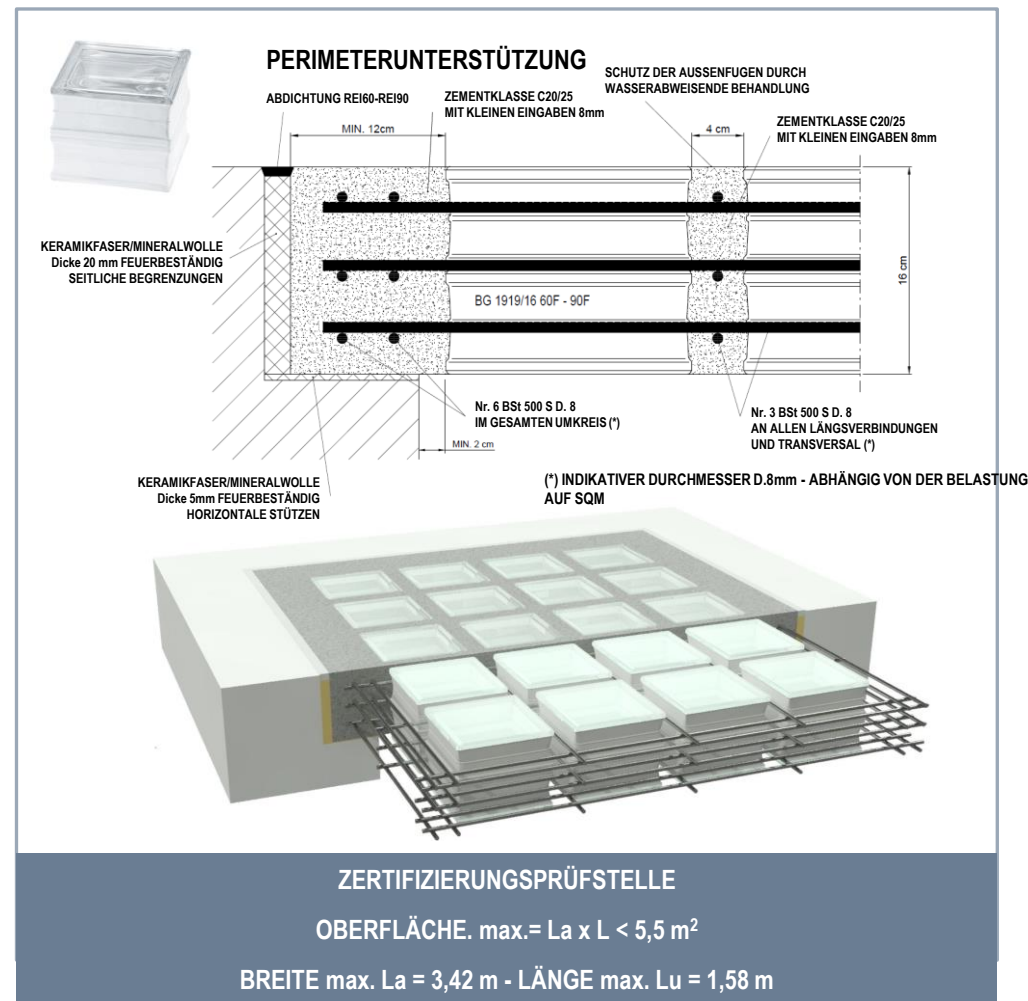 PERIMETERUNTERSTÜTZUNG
SCHUTZ DER AUSSENFUGEN DURCH
WASSERABWEISENDE BEHANDLUNG
ABDICHTUNG REI60-REI90
ZEMENTKLASSE C20/25
MIT KLEINEN EINGABEN 8mm
ZEMENTKLASSE C20/25
MIT KLEINEN EINGABEN 8mm
MIN. 12cm
4 cm
KERAMIKFASER/MINERALWOLLE
Dicke 20 mm FEUERBESTÄNDIG
SEITLICHE BEGRENZUNGEN
16 cm
BG 1919/16 60F - 90F
Nr. 6 BSt 500 S D. 8
IM GESAMTEN UMKREIS (*)
Nr. 3 BSt 500 S D. 8
AN ALLEN LÄNGSVERBINDUNGEN
UND TRANSVERSAL (*)
MIN. 2 cm
KERAMIKFASER/MINERALWOLLE
Dicke 5mm FEUERBESTÄNDIG
HORIZONTALE STÜTZEN
(*) INDIKATIVER DURCHMESSER D.8mm - ABHÄNGIG VON DER BELASTUNG
AUF SQM
ZERTIFIZIERUNGSPRÜFSTELLE
OBERFLÄCHE. max.= La x L < 5,5 m²
BREITE max. La = 3,42 m - LÄNGE max. Lu = 1,58 m